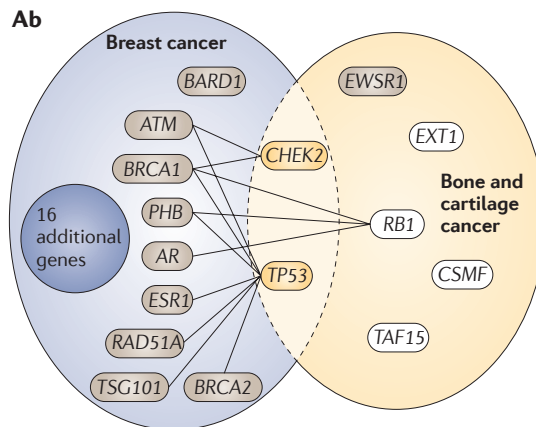 Ab
Breast cancer
BARD1
EWSR1
ATM
EXT1
CHEK2
BRCA1
Bone and
cartilage
cancer
16
additional
genes
PHB
RB1
AR
TP53
CSMF
ESR1
RAD51A
TAF15
TSG101
BRCA2